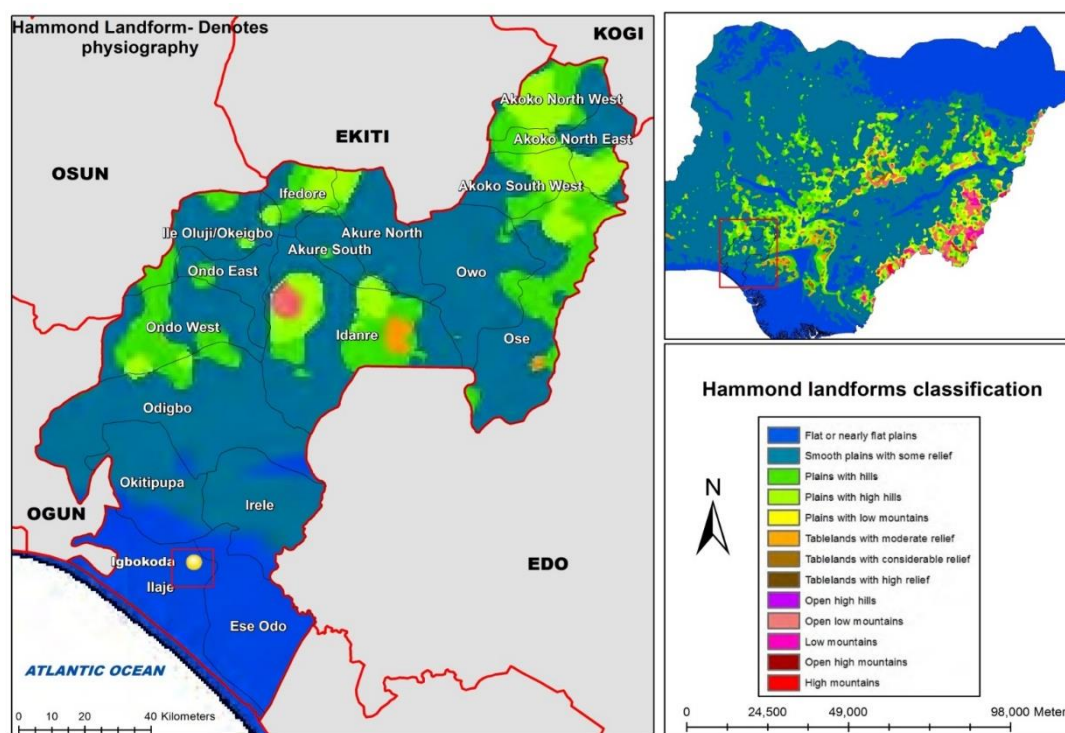 Hammond Landform- Denotes
physiography
KOGI
Akoko North West
Akoko North East
EKITI
OSUN
Akoko South West
Ifedore
Ile Oluji/Okeigbo
Akure North
Akure South
Ondo East
Owo
Ondo West
Idanre
Ose
Odigbo
Okitipupa
Irele
OGUN
Igbokoda
EDO
Ilaje
Ese Odo
ATLANTIC OCEAN
0 10 20 40 Kilometers
Hammond landforms classification
Flat or nearly flat plains
Smooth plains with some relief
Plains with hills
Plains with high hills
Plains with low mountains
Tablelands with moderate relief
Tablelands with considerable relief
Tablelands with high relief
Open high hills
Open low mountains
Low mountains
Open high mountains
High mountains
N
0 24,500 49,000 98,000 Meter